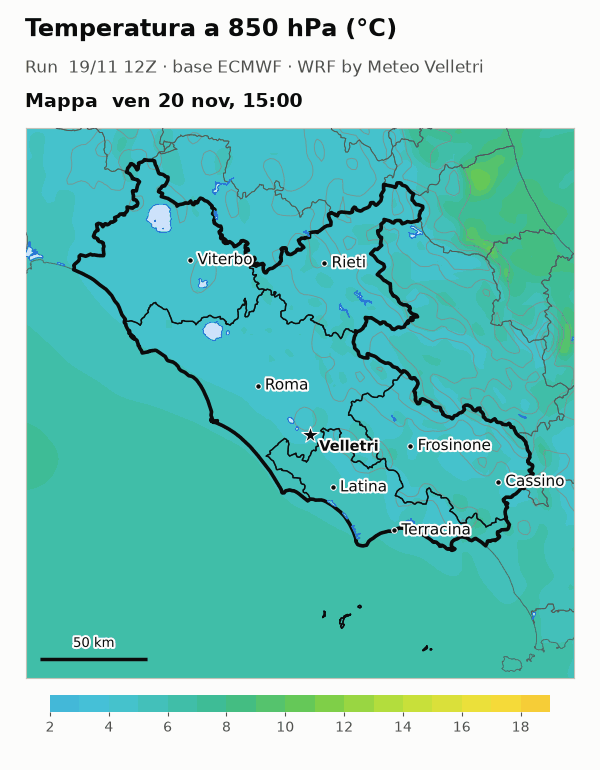 Temperatura a 850 hPa (°C)
Run  19/11 12Z · base ECMWF · WRF by Meteo Velletri
Mappa  ven 20 nov, 15:00
Viterbo
Rieti
Roma
Velletri
Frosinone
Cassino
Latina
Terracina
50 km
2 4 6 8 10 12 14 16 18